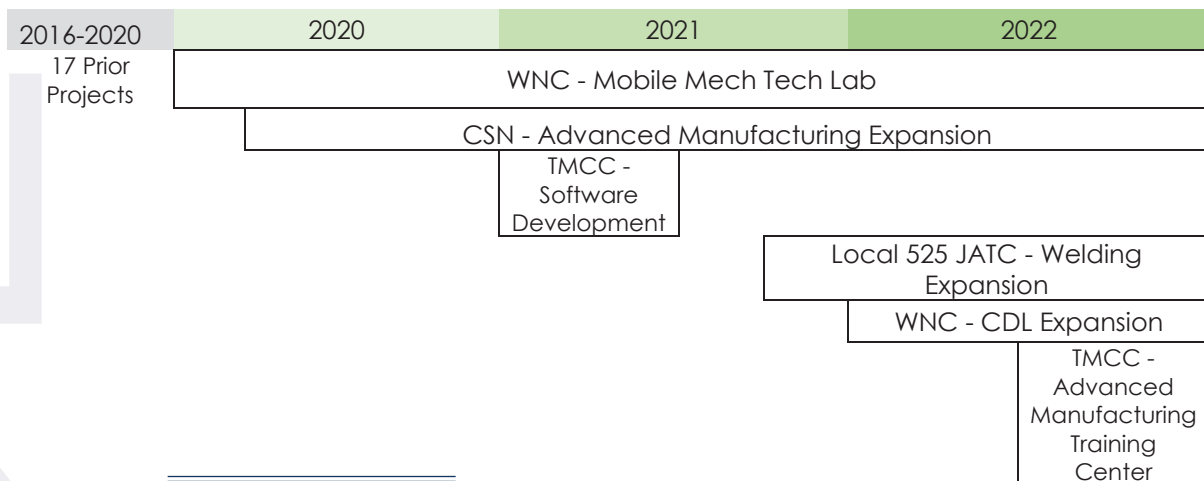 2016-2020
2020
2021
2022
17 Prior
Projects
WNC - Mobile Mech Tech Lab
CSN - Advanced Manufacturing Expansion
TMCC -
Software
Development
Local 525 JATC - Welding
Expansion
WNC - CDL Expansion
TMCC -
Advanced
Manufacturing
Training
Center